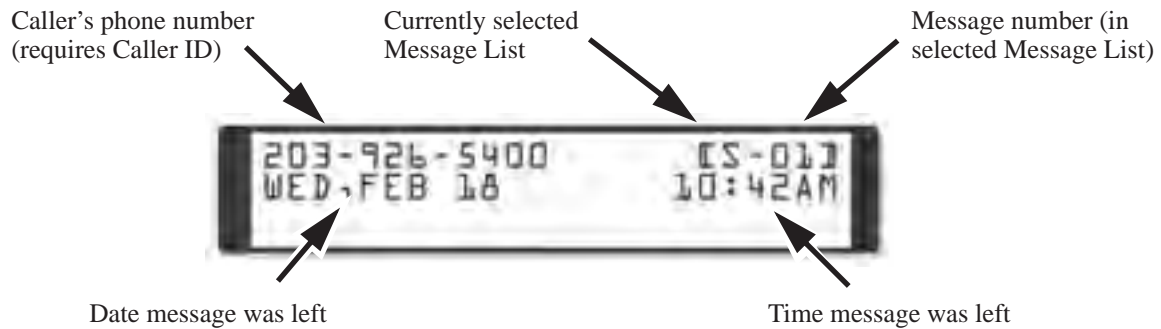 Caller's phone number
(requires Caller ID)
Currently selected
Message List
Message number (in
selected Message List)
203-926-5400 [S-01]
WED,FEB 18 10:42AM
Date message was left
Time message was left